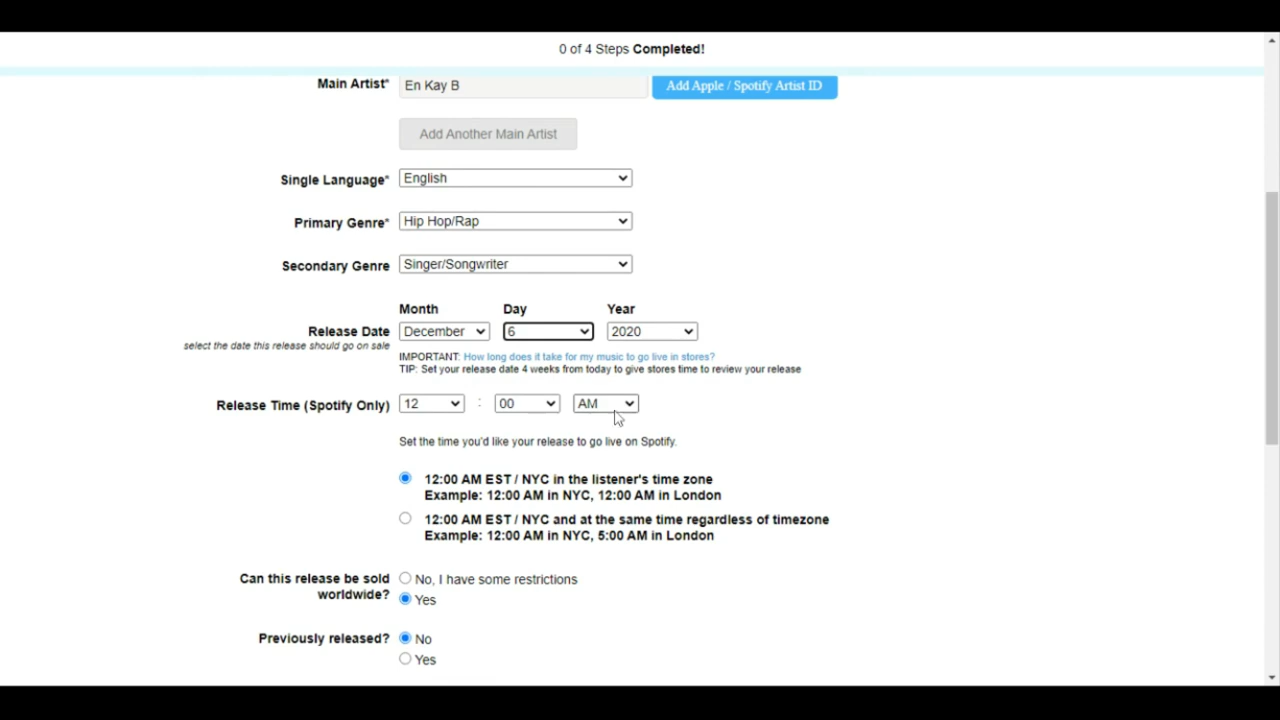 0 of 4 Steps Completed!
Main Artist* En Kay B Add Apple / Spotify Artist ID
Add Another Main Artist
Single Language* English
Primary Genre* Hip Hop/Rap
Secondary Genre Singer/Songwriter
Month Day Year
Release Date December 6 2020
select the date this release should go on sale
IMPORTANT: How long does it take for my music to go live in stores?
TIP: Set your release date 4 weeks from today to give stores time to review your release
Release Time (Spotify Only) 12 : 00 AM
Set the time you'd like your release to go live on Spotify.
12:00 AM EST / NYC in the listener's time zone
Example: 12:00 AM in NYC, 12:00 AM in London
12:00 AM EST / NYC and at the same time regardless of timezone
Example: 12:00 AM in NYC, 5:00 AM in London
Can this release be sold worldwide? No, I have some restrictions
Yes
Previously released? No
Yes